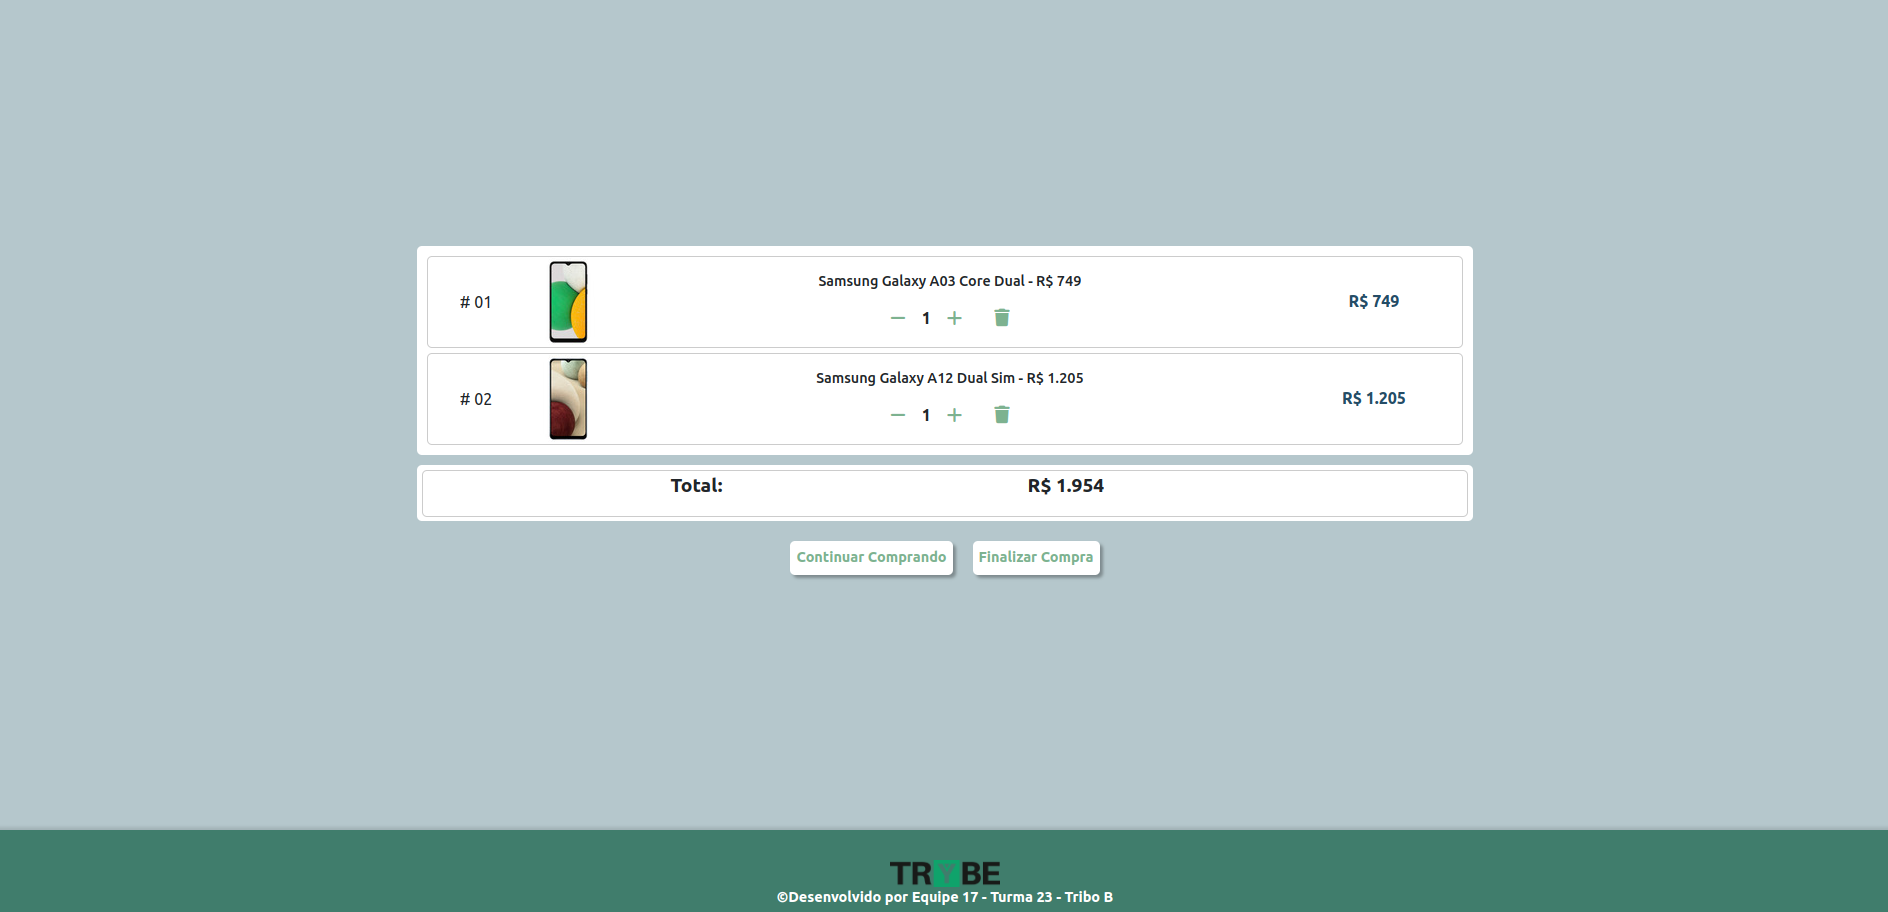 # 01
Samsung Galaxy A03 Core Dual - R$ 749
1
R$ 749
# 02
Samsung Galaxy A12 Dual Sim - R$ 1.205
1
R$ 1.205
Total: R$ 1.954
Continuar Comprando Finalizar Compra
TRYBE
©Desenvolvido por Equipe 17 - Turma 23 - Tribo B